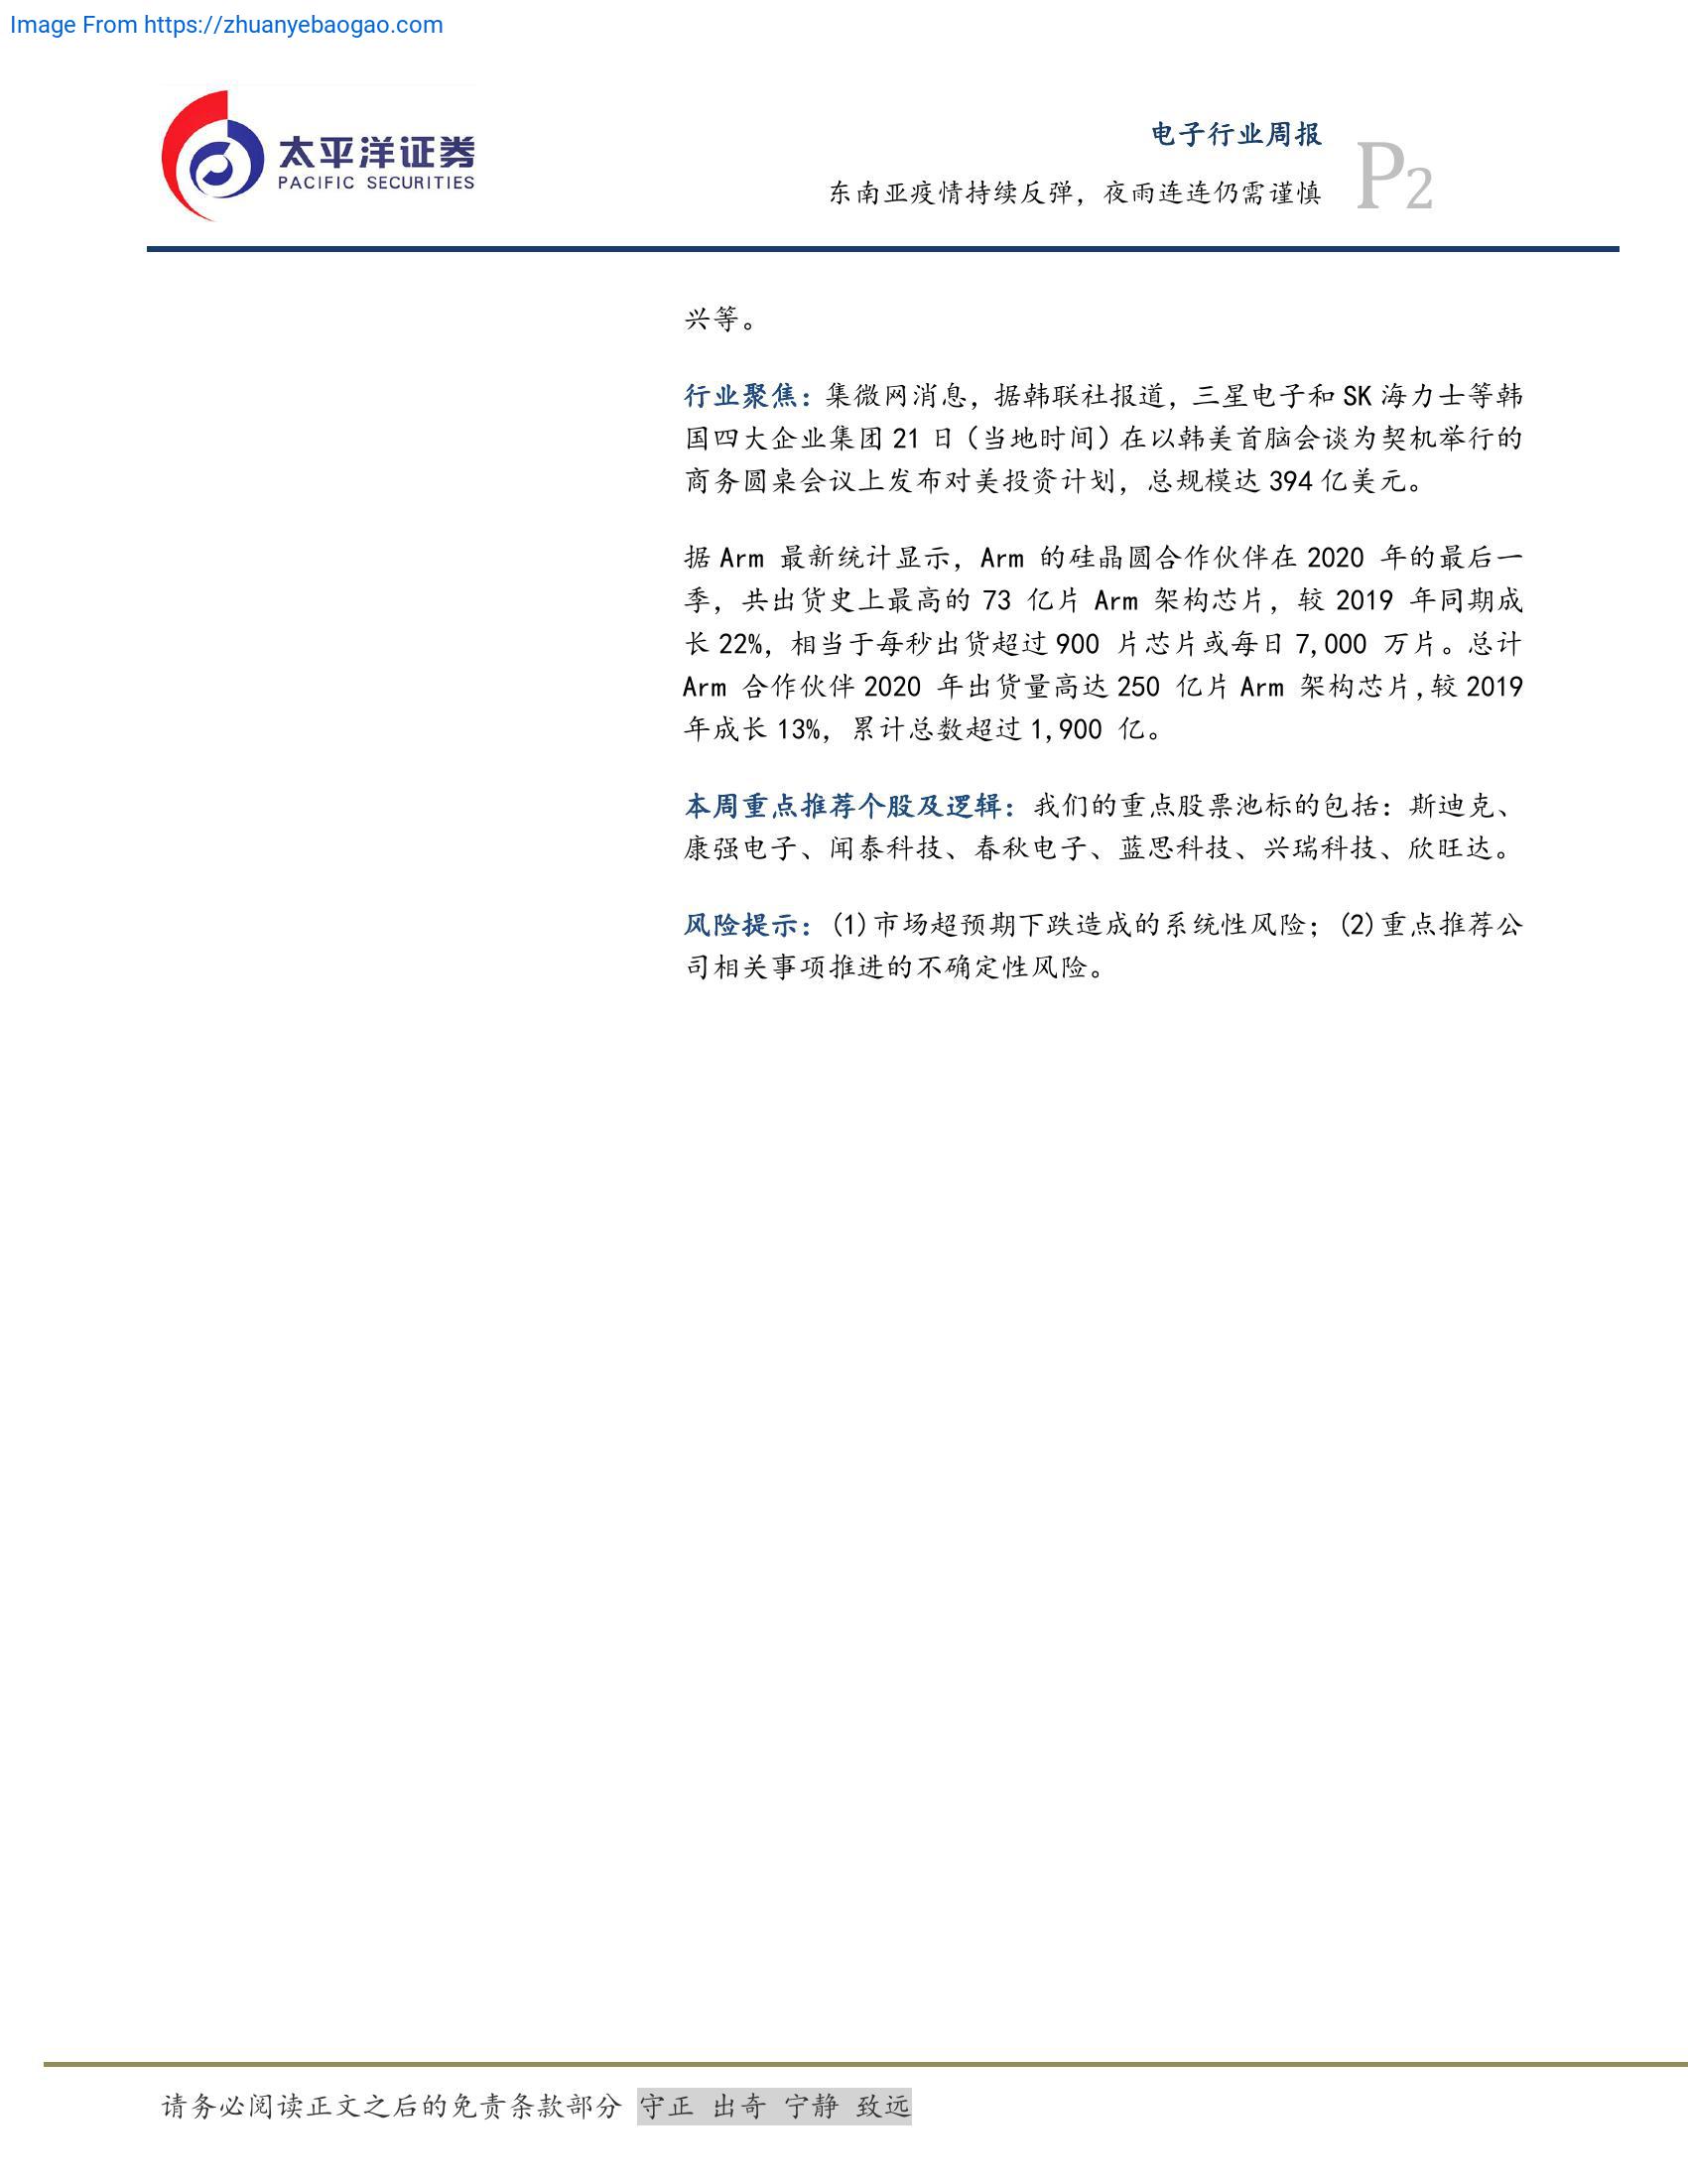 Image From https://zhuanyebaogao.com
太平洋证券
PACIFIC SECURITIES
电子行业周报
东南亚疫情持续反弹，夜雨连连仍需谨慎
P2
兴等。
行业聚焦：集微网消息，据韩联社报道，三星电子和 SK 海力士等韩
国四大企业集团 21 日（当地时间）在以韩美首脑会谈为契机举行的
商务圆桌会议上发布对美投资计划，总规模达 394 亿美元。
据 Arm 最新统计显示，Arm 的硅晶圆合作伙伴在 2020 年的最后一
季，共出货史上最高的 73 亿片 Arm 架构芯片，较 2019 年同期成
长 22%，相当于每秒出货超过 900 片芯片或每日 7,000 万片。总计
Arm 合作伙伴 2020 年出货量高达 250 亿片 Arm 架构芯片,较 2019
年成长 13%，累计总数超过 1,900 亿。
本周重点推荐个股及逻辑：我们的重点股票池标的包括：斯迪克、
康强电子、闻泰科技、春秋电子、蓝思科技、兴瑞科技、欣旺达。
风险提示：(1)市场超预期下跌造成的系统性风险；(2)重点推荐公
司相关事项推进的不确定性风险。
请务必阅读正文之后的免责条款部分 守正 出奇 宁静 致远